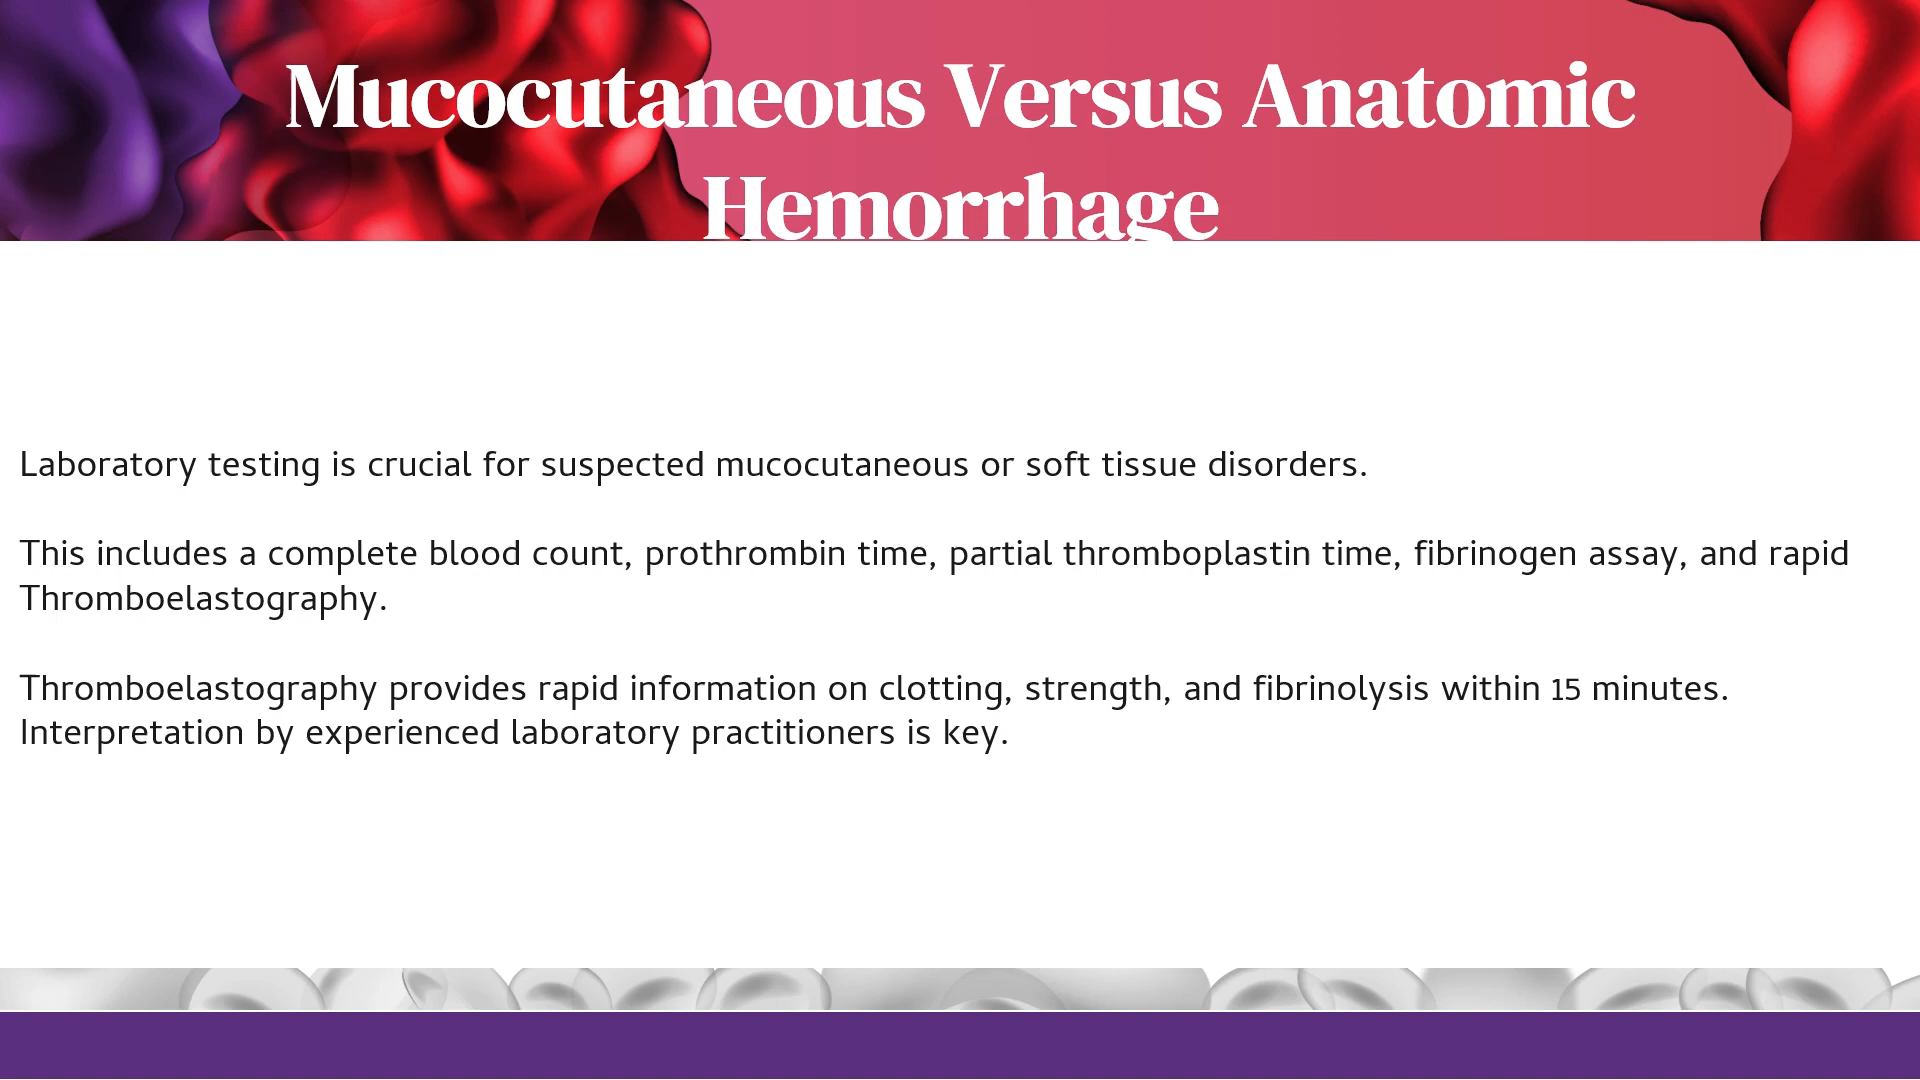 Mucocutaneous Versus Anatomic
Hemorrhage
Laboratory testing is crucial for suspected mucocutaneous or soft tissue disorders.
This includes a complete blood count, prothrombin time, partial thromboplastin time, fibrinogen assay, and rapid
Thromboelastography.
Thromboelastography provides rapid information on clotting, strength, and fibrinolysis within 15 minutes.
Interpretation by experienced laboratory practitioners is key.